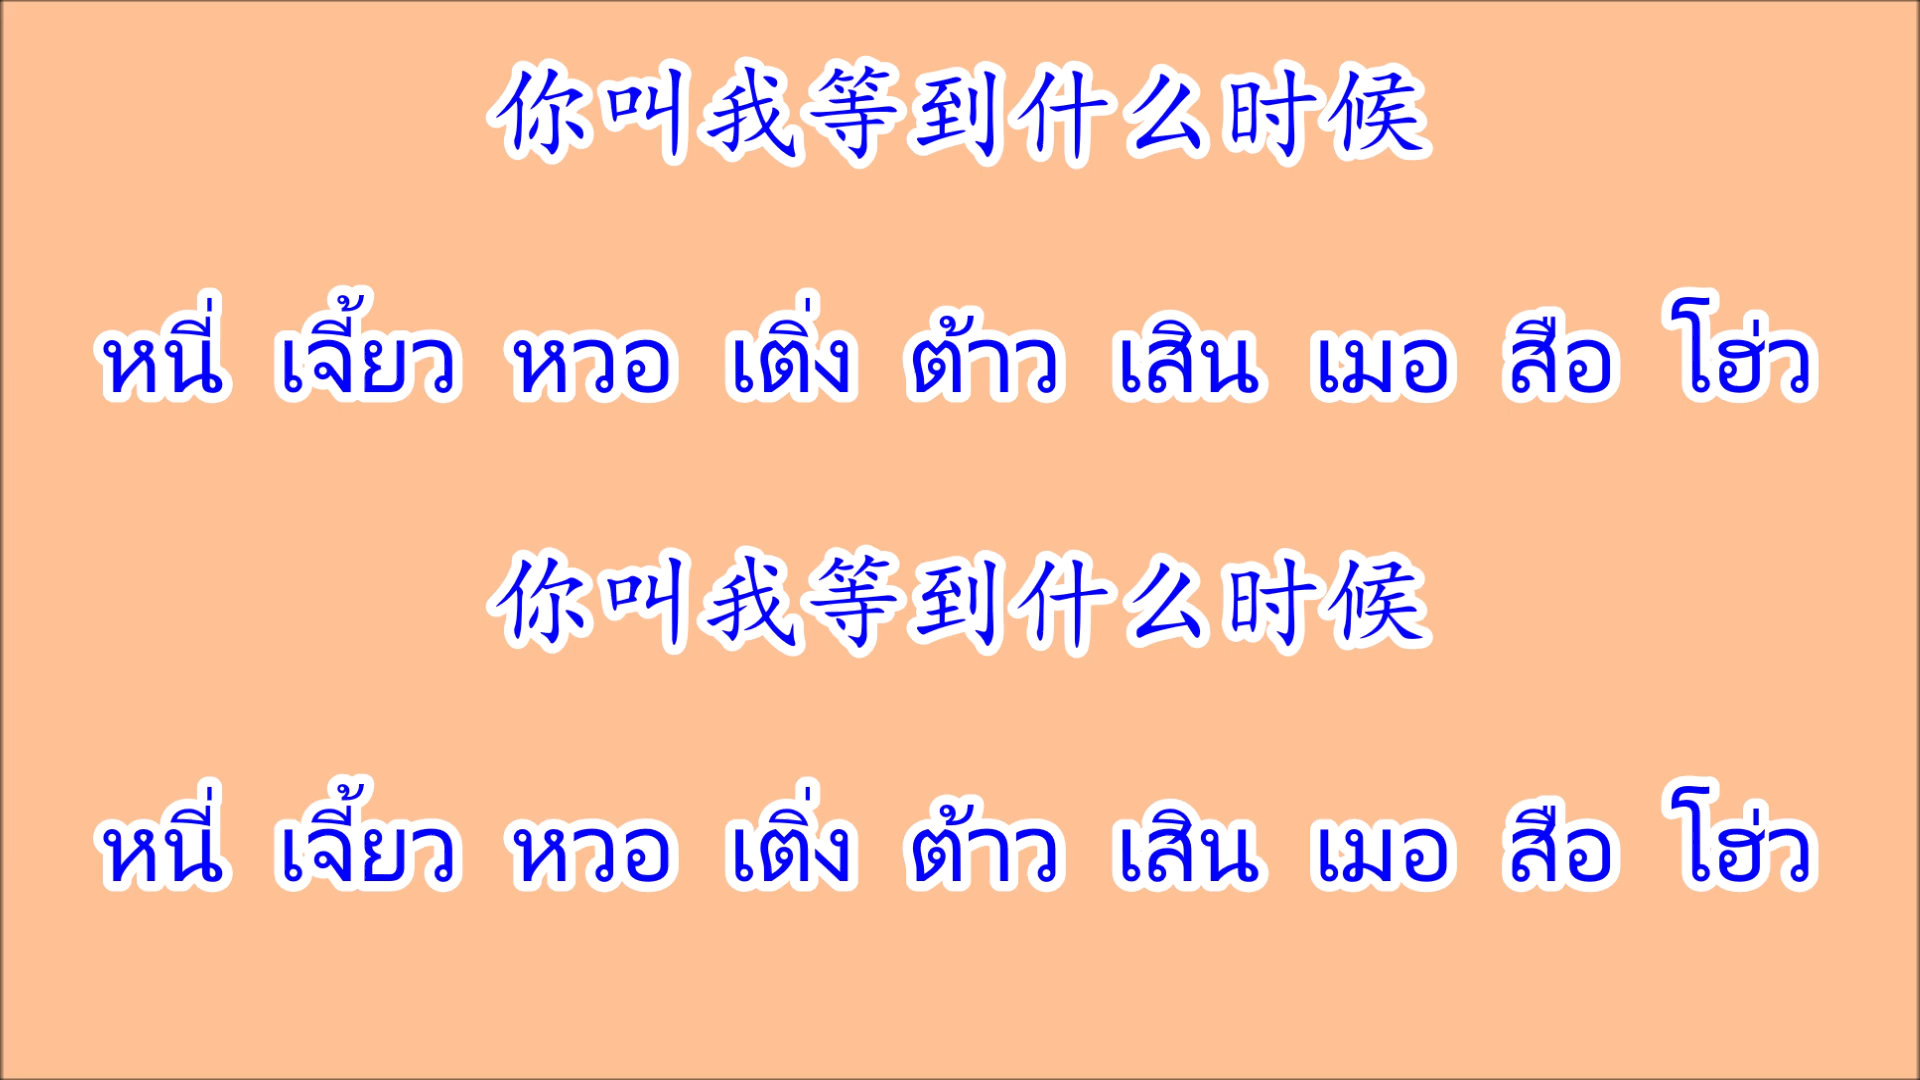 你叫我等到什么时候
หนี่ เจี้ยว หวอ เติ่ง ต้าว เสิน เมอ สือ โฮ่ว
你叫我等到什么时候
หนี่ เจี้ยว หวอ เติ่ง ต้าว เสิน เมอ สือ โฮ่ว